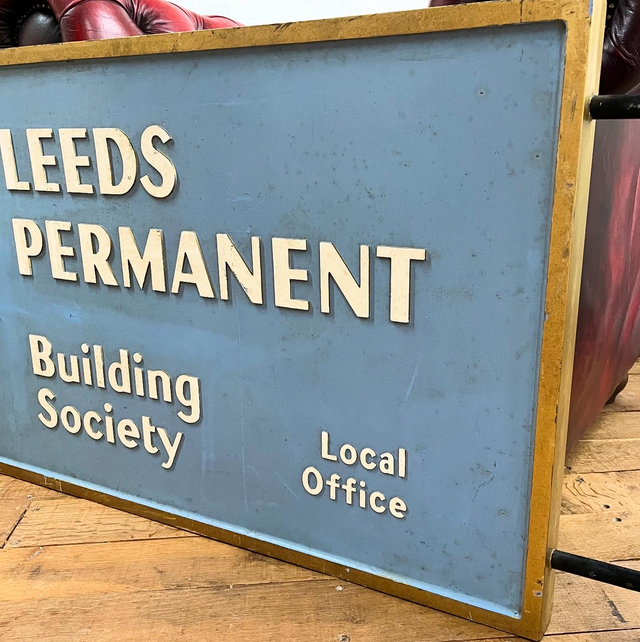 LEEDS
PERMANENT
Building
Society
Local
Office